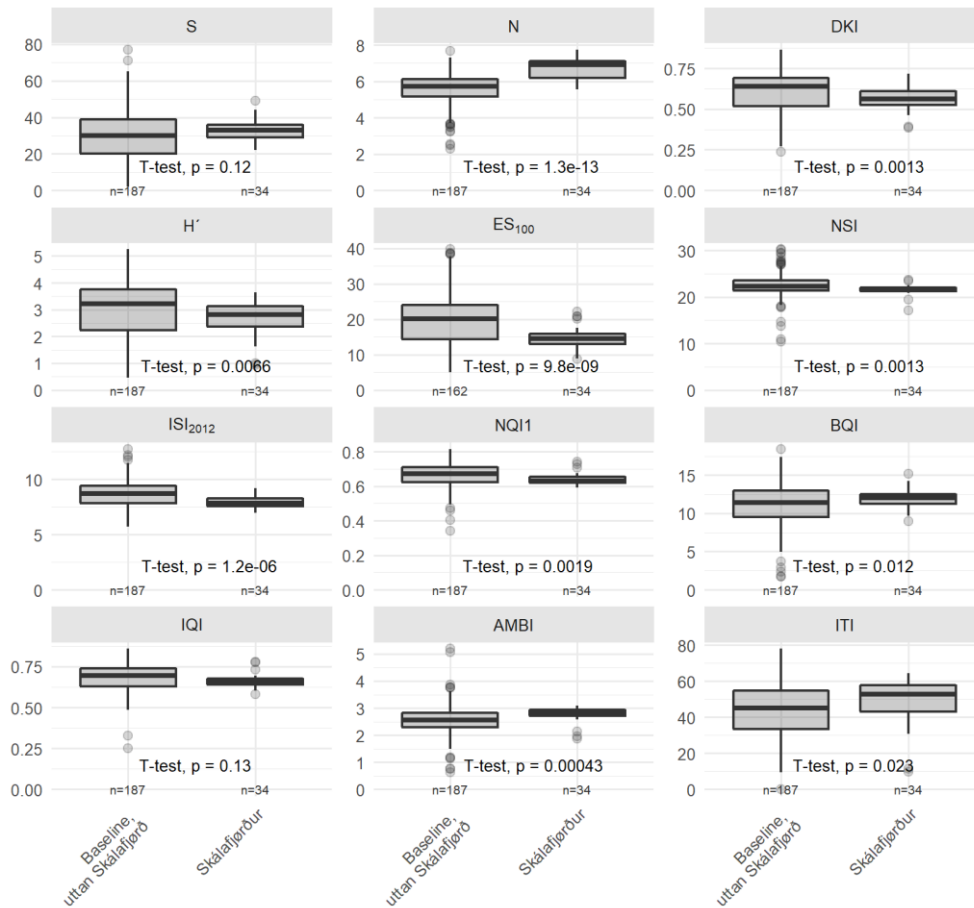 S
N
DKI
80
60
40
20
0
T-test, p = 0.12
n=187
n=34
8
6
4
2
0
T-test, p = 1.3e-13
n=187
n=34
0.75
0.50
0.25
0.00
T-test, p = 0.0013
n=187
n=34
H´
ES100
NSI
5
4
3
2
1
0
T-test, p = 0.0066
n=187
n=34
40
30
20
10
0
T-test, p = 9.8e-09
n=162
n=34
30
20
10
0
T-test, p = 0.0013
n=187
n=34
ISI2012
NQI1
BQI
10
5
0
T-test, p = 1.2e-06
n=187
n=34
0.8
0.6
0.4
0.2
0.0
T-test, p = 0.0019
n=187
n=34
15
10
5
0
T-test, p = 0.012
n=187
n=34
IQI
AMBI
ITI
0.75
0.50
0.25
0.00
T-test, p = 0.13
n=187
n=34
5
4
3
2
1
0
T-test, p = 0.00043
n=187
n=34
80
60
40
20
0
T-test, p = 0.023
n=187
n=34
Baseline,
uttan Skálafjørð
Skálafjørður
Baseline,
uttan Skálafjørð
Skálafjørður
Baseline,
uttan Skálafjørð
Skálafjørður